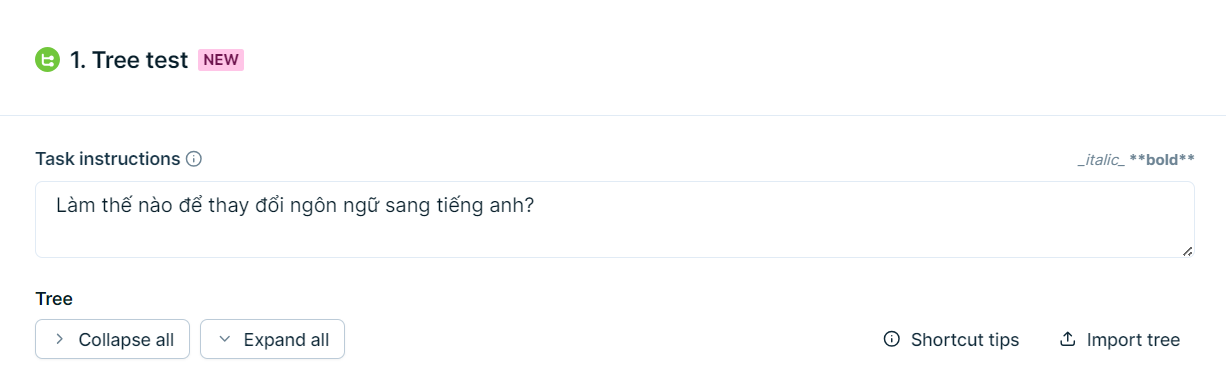 1. Tree test NEW
Task instructions _italic_ **bold**
Làm thế nào để thay đổi ngôn ngữ sang tiếng anh?
Tree
Collapse all Expand all Shortcut tips Import tree